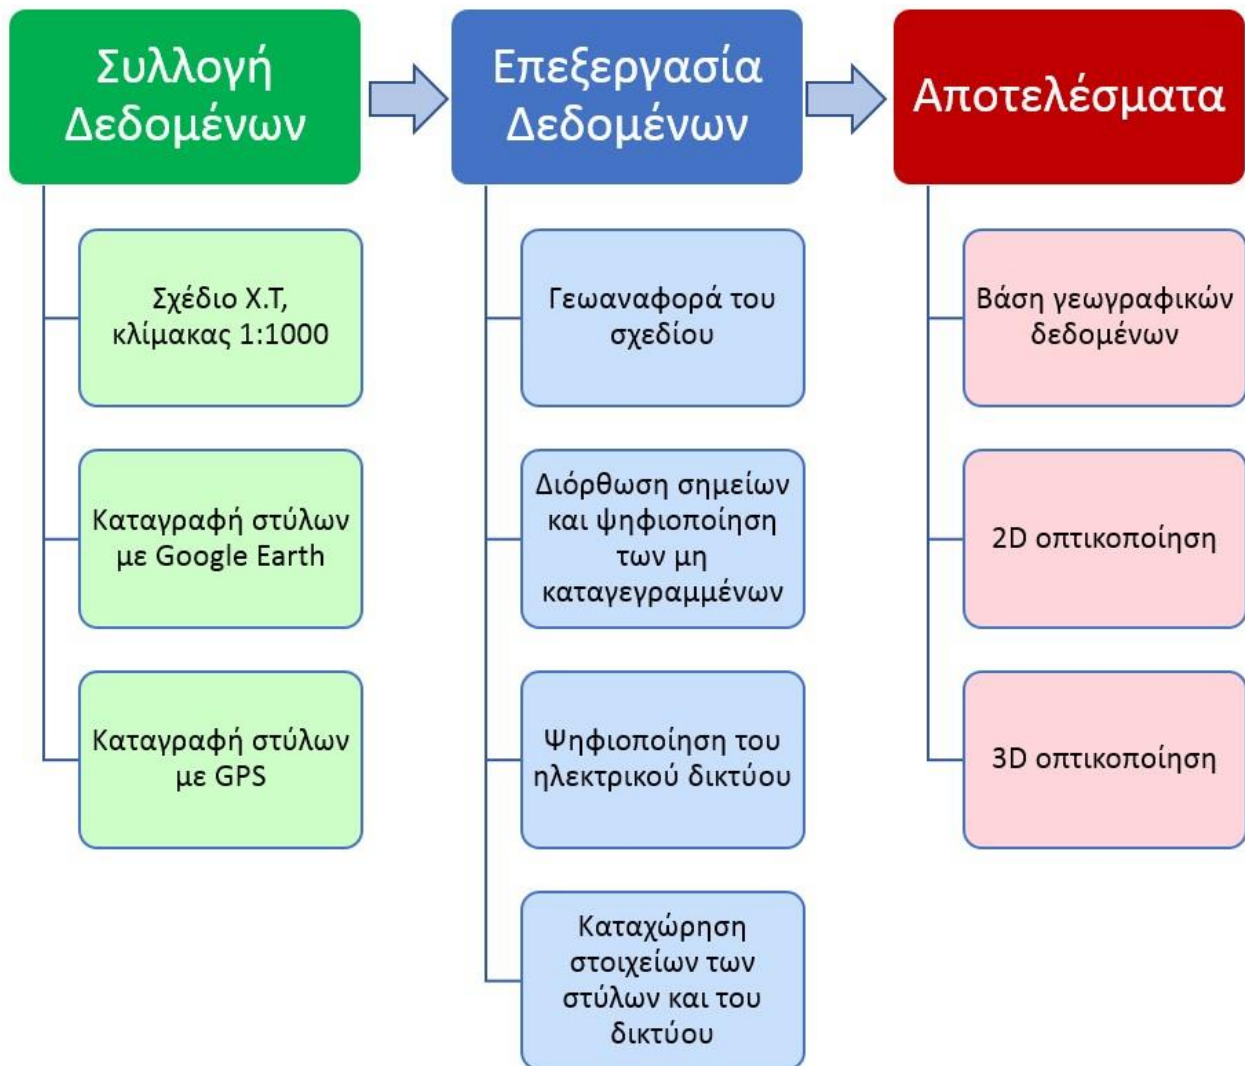 Συλλογή
Δεδομένων
Σχέδιο Χ.Τ,
κλίμακας 1:1000
Καταγραφή στύλων
με Google Earth
Καταγραφή στύλων
με GPS
Επεξεργασία
Δεδομένων
Γεωαναφορά του
σχεδίου
Διόρθωση σημείων
και ψηφιοποίηση
των μη
καταγεγραμμένων
Ψηφιοποίηση του
ηλεκτρικού δικτύου
Καταχώρηση
στοιχείων των
στύλων και του
δικτύου
Αποτελέσματα
Βάση γεωγραφικών
δεδομένων
2D οπτικοποίηση
3D οπτικοποίηση